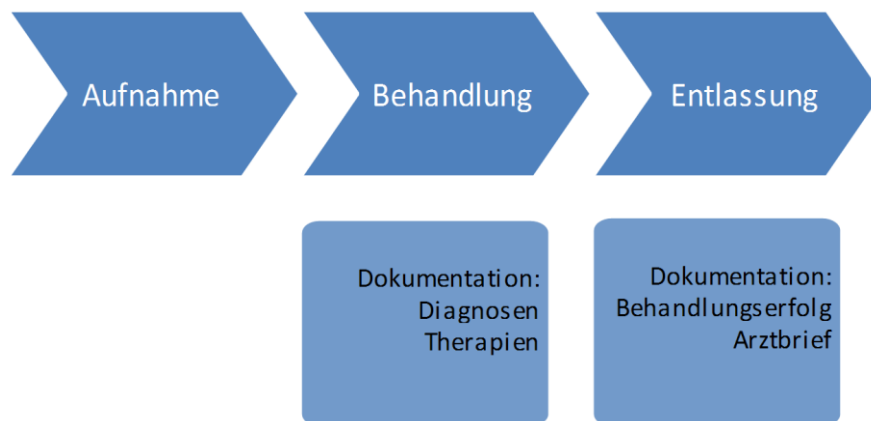 Aufnahme
Behandlung
Entlassung
Dokumentation:
Diagnosen
Therapien
Dokumentation:
Behandlungserfolg
Arztbrief